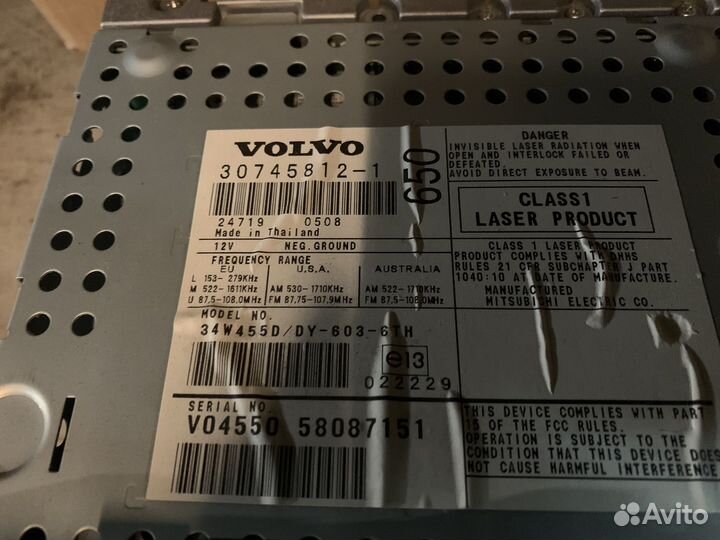 VOLVO
30745812-1
650
24719 0508
Made in Thailand
12V NEG.GROUND
FREQUENCY RANGE
EU U.S.A. AUSTRALIA
L 153-279KHz
M 522-1611KHz AM 530-1710KHz AM 522-1710KHz
U 87,5-108,0MHz FM 87,75-107,9MHz FM 87,5-108,0MHz
MODEL NO.
34W455D/DY-603-6TH
e13
022229
SERIAL NO.
V04550 58087151
DANGER
INVISIBLE LASER RADIATION WHEN
OPEN AND INTERLOCK FAILED OR
DEFEATED.
AVOID DIRECT EXPOSURE TO BEAM.
CLASS1
LASER PRODUCT
CLASS 1 LASER PRODUCT
PRODUCT COMPLIES WITH DHHS
RULES 21 CFR SUBCHAPTER J PART
1040:10 AT DATE OF MANUFACTURE.
MANUFACTURED
MITSUBISHI ELECTRIC CO.
THIS DEVICE COMPLIES WITH PART
15 OF THE FCC RULES.
OPERATION IS SUBJECT TO THE
CONDITION THAT THIS DEVICE DOES
NOT CAUSE HARMFUL INTERFERENCE
Avito